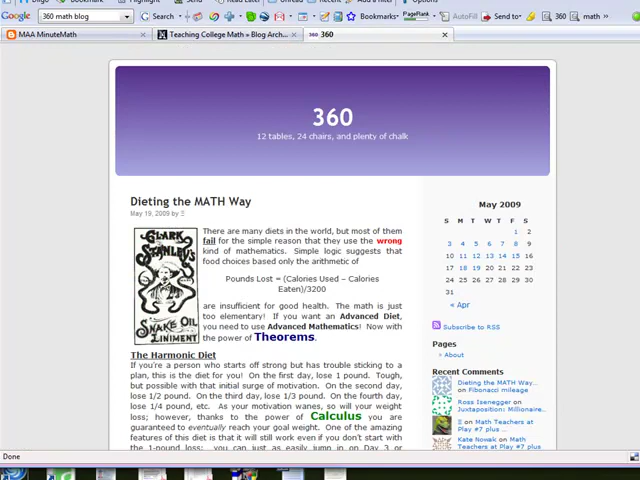 Google
360 math blog
Search
Bookmarks
PageRank
AutoFill
Send to
360
math
MAA MinuteMath
Teaching College Math » Blog Arch...
360
360
12 tables, 24 chairs, and plenty of chalk
Dieting the MATH Way
May 19, 2009 by Ξ
CLARK
STANLEY'S
SNAKE OIL
LINIMENT
There are many diets in the world, but most of them
fail for the simple reason that they use the wrong
kind of mathematics. Simple logic suggests that
food choices based only the arithmetic of
Pounds Lost = (Calories Used – Calories
Eaten)/3200
are insufficient for good health. The math is just
too elementary! If you want an Advanced Diet,
you need to use Advanced Mathematics! Now with
the power of Theorems.
The Harmonic Diet
If you're a person who starts off strong but has trouble sticking to a
plan, this is the diet for you! On the first day, lose 1 pound. Tough,
but possible with that initial surge of motivation. On the second day,
lose 1/2 pound. On the third day, lose 1/3 pound. On the fourth day,
lose 1/4 pound, etc. As your motivation wanes, so will your weight
loss; however, thanks to the power of Calculus you are
guaranteed to eventually reach your goal weight. One of the amazing
features of this diet is that it will still work even if you don't start with
the 1-pound loss: you can just as easily jump in on Day 3 or
May 2009
S M T W T F S
1 2
3 4 5 6 7 8 9
10 11 12 13 14 15 16
17 18 19 20 21 22 23
24 25 26 27 28 29 30
31
« Apr
Subscribe to RSS
Pages
About
Recent Comments
Dieting the MATH Way...
on Fibonacci mileage
Ross Isenegger on
Juxtaposition: Millionaire...
Ξ on Math Teachers at
Play #7 plus ...
Kate Nowak on Math
Teachers at Play #7 plus ...
Done